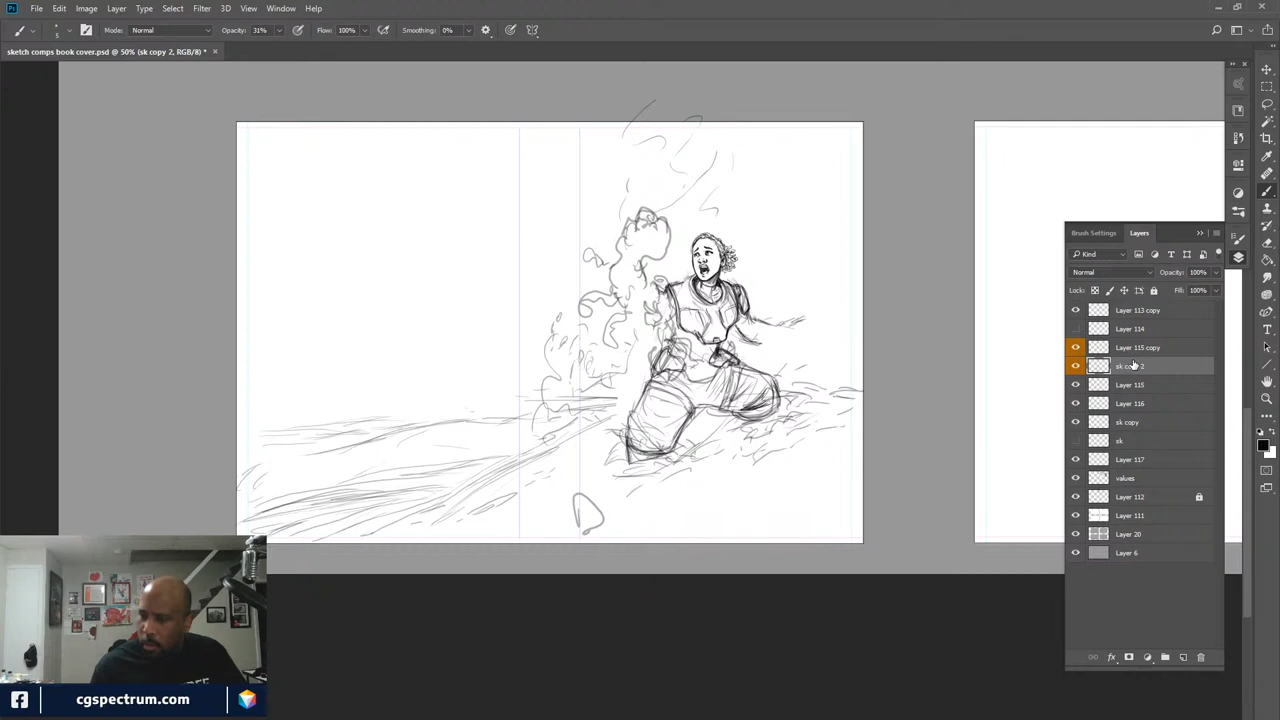 Ps File Edit Image Layer Type Select Filter 3D View Window Help
5 Mode: Normal Opacity: 31% Flow: 100% Smoothing: 0%
sketch comps book cover.psd @ 50% (sk copy 2, RGB/8) * ×
Brush Settings Layers
Kind
Normal Opacity: 100%
Lock: Fill: 100%
Layer 113 copy
Layer 114
Layer 115 copy
Layer 115
Layer 116
sk copy
sk
Layer 117
values
Layer 112
Layer 111
Layer 20
Layer 6
fx
cgspectrum.com